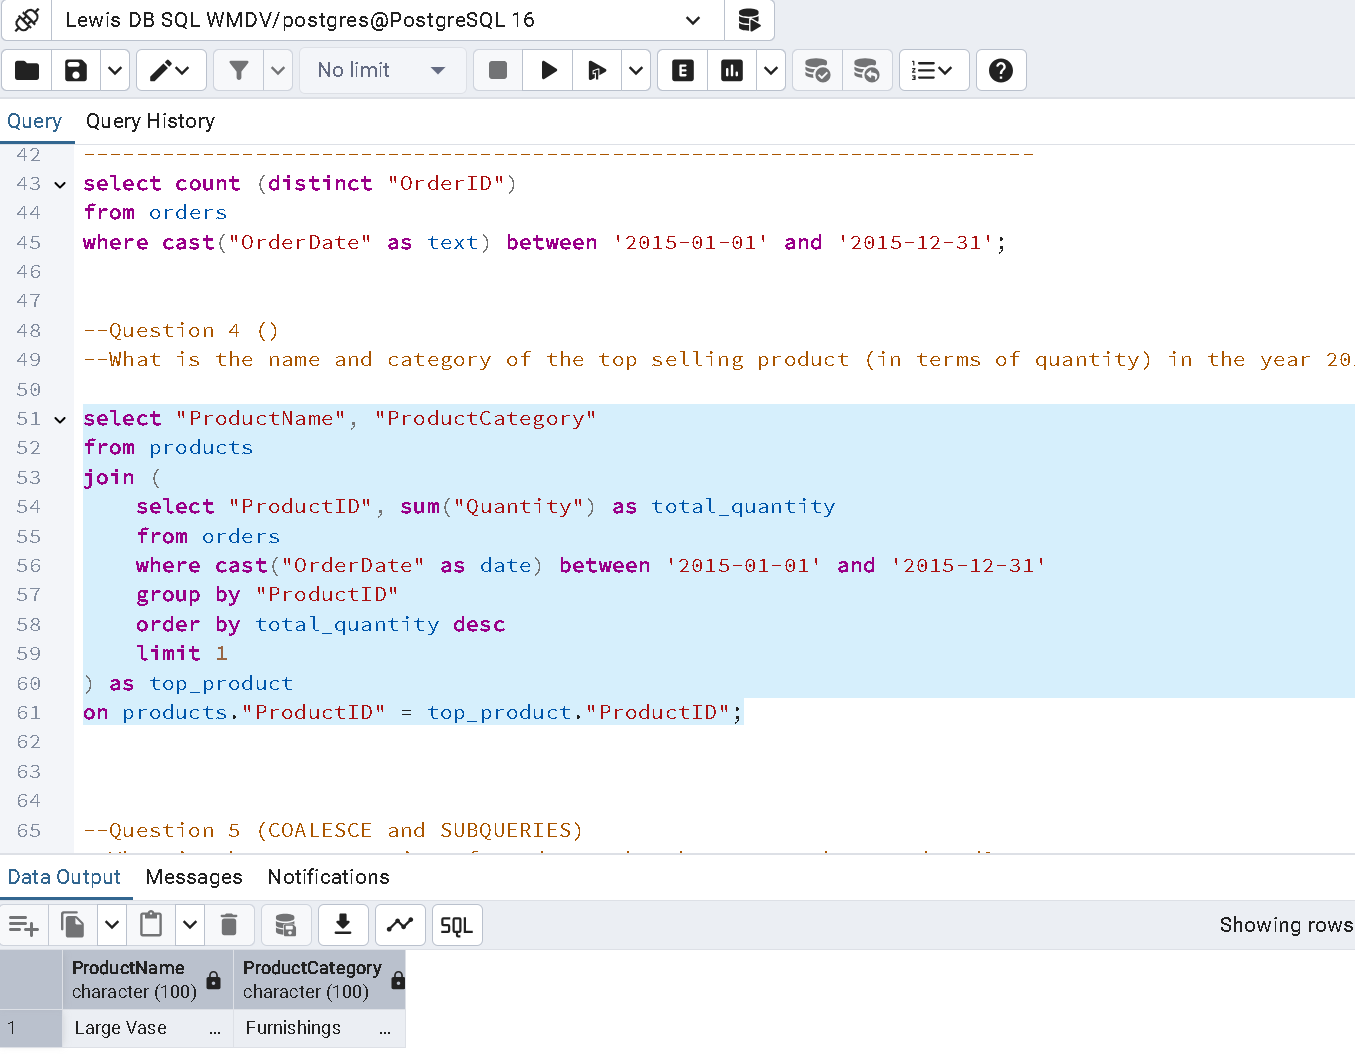 Lewis DB SQL WMDV/postgres@PostgreSQL 16
No limit
Query Query History
42 ------------------------------------------------------------------------
43 select count (distinct "OrderID")
44 from orders
45 where cast("OrderDate" as text) between '2015-01-01' and '2015-12-31';
46
47
48 --Question 4 ()
49 --What is the name and category of the top selling product (in terms of quantity) in the year
50
51 select "ProductName", "ProductCategory"
52 from products
53 join (
54 select "ProductID", sum("Quantity") as total_quantity
55 from orders
56 where cast("OrderDate" as date) between '2015-01-01' and '2015-12-31'
57 group by "ProductID"
58 order by total_quantity desc
59 limit 1
60 ) as top_product
61 on products."ProductID" = top_product."ProductID";
62
63
64
65 --Question 5 (COALESCE and SUBQUERIES)
Data Output Messages Notifications
SQL
Showing rows
ProductName ProductCategory
character (100) character (100)
1 Large Vase ... Furnishings ...